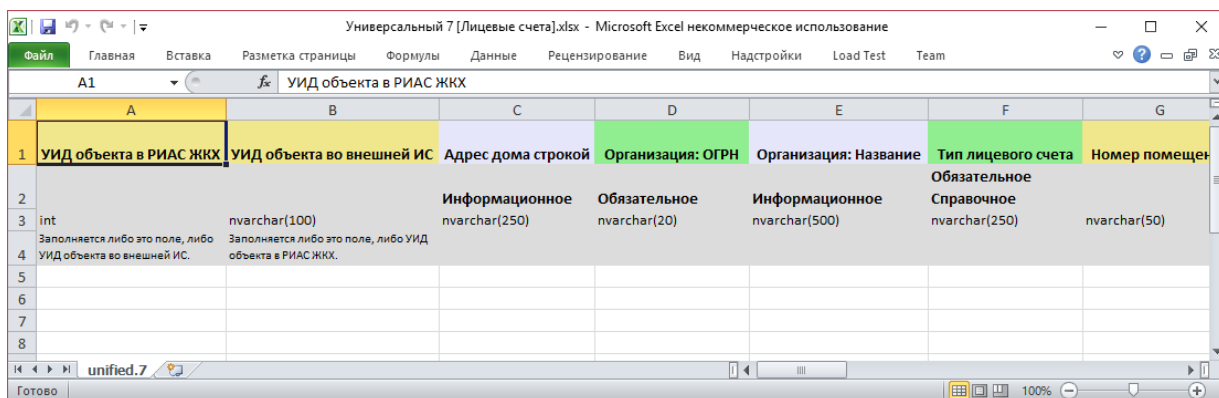 Универсальный 7 [Лицевые счета].xlsx - Microsoft Excel некоммерческое использование
Файл Главная Вставка Разметка страницы Формулы Данные Рецензирование Вид Надстройки Load Test Team
A1 fx УИД объекта в РИАС ЖКХ
A B C D E F G
1 УИД объекта в РИАС ЖКХ УИД объекта во внешней ИС Адрес дома строкой Организация: ОГРН Организация: Название Тип лицевого счета Номер помещен
Обязательное
2 Информационное Обязательное Информационное Справочное
3 int nvarchar(100) nvarchar(250) nvarchar(20) nvarchar(500) nvarchar(250) nvarchar(50)
Заполняется либо это поле, либо Заполняется либо это поле, либо УИД
4 УИД объекта во внешней ИС. объекта в РИАС ЖКХ.
5
6
7
8
unified.7
Готово 100%